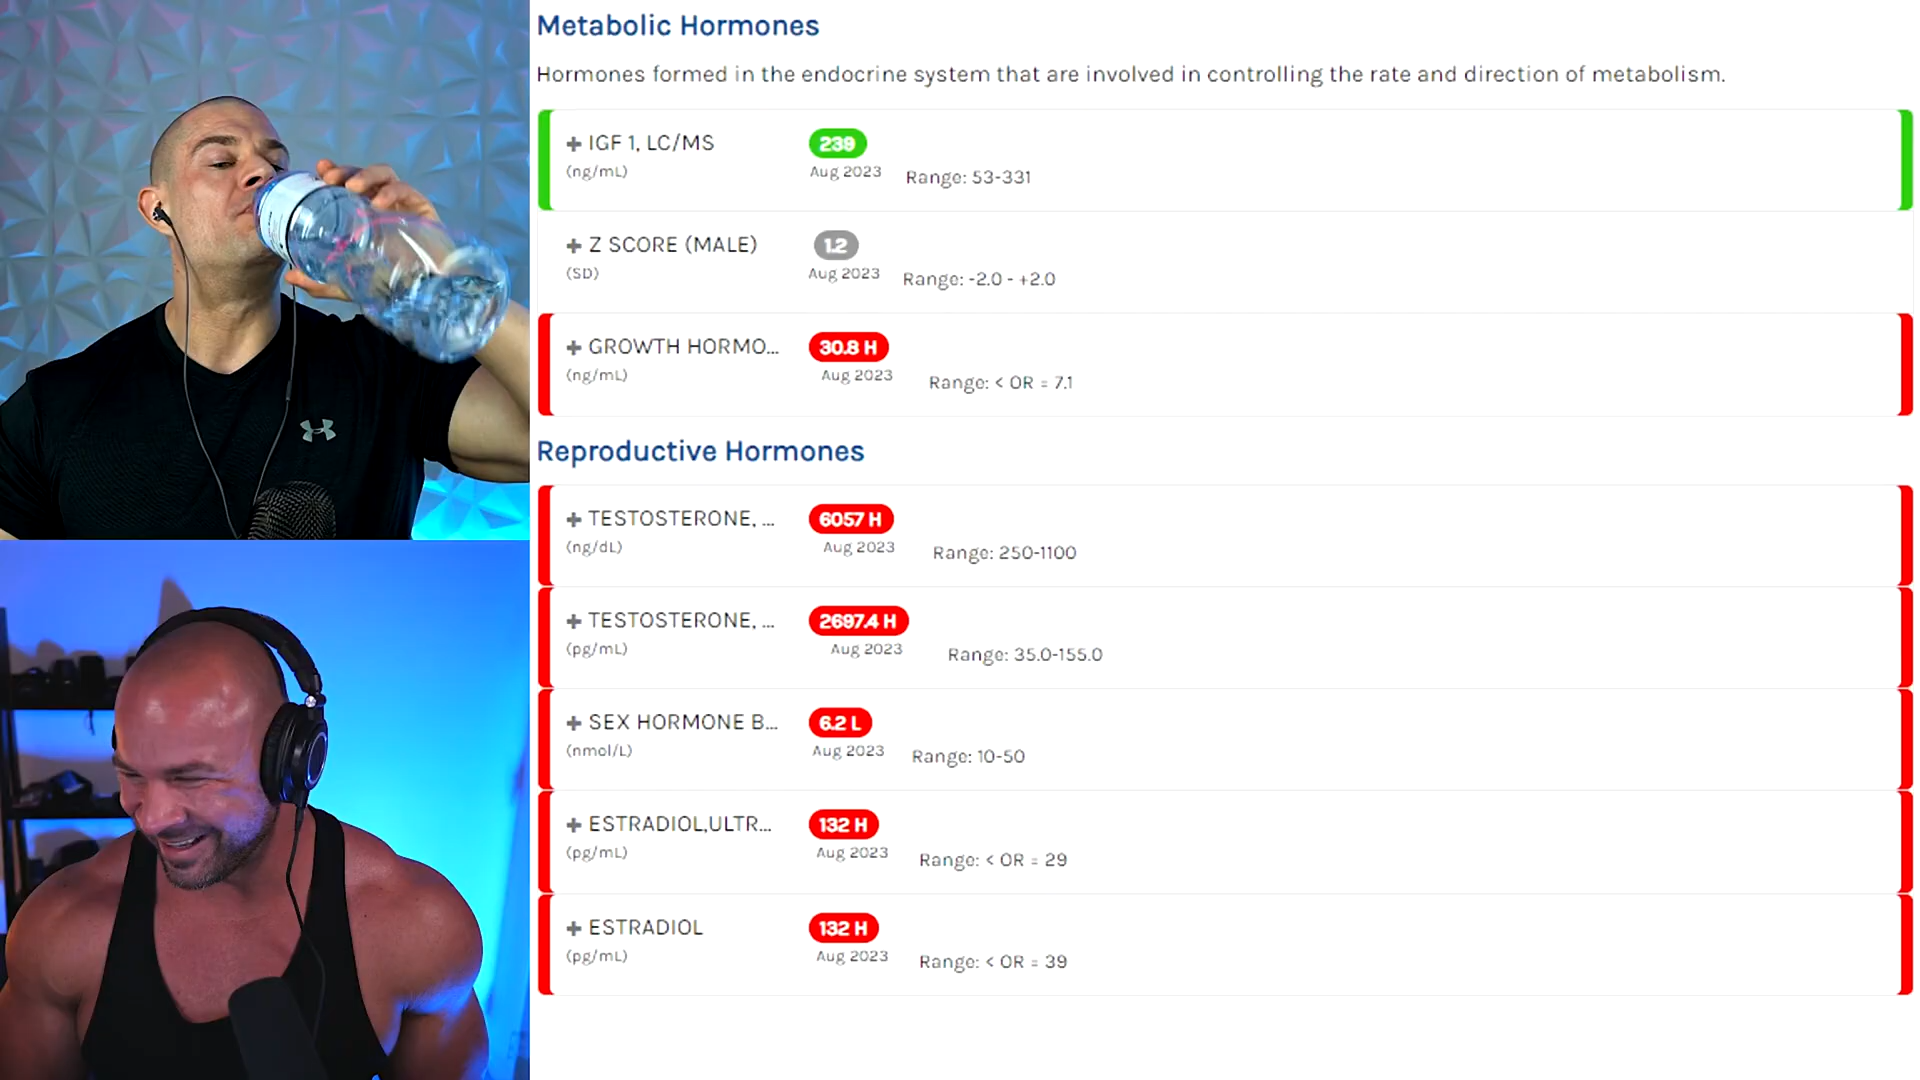 Metabolic Hormones
Hormones formed in the endocrine system that are involved in controlling the rate and direction of metabolism.
+ IGF 1, LC/MS 239
(ng/mL) Aug 2023 Range: 53-331
+ Z SCORE (MALE) 1.2
(SD) Aug 2023 Range: -2.0 - +2.0
+ GROWTH HORMO... 30.8 H
(ng/mL) Aug 2023 Range: < OR = 7.1
Reproductive Hormones
+ TESTOSTERONE, ... 6057 H
(ng/dL) Aug 2023 Range: 250-1100
+ TESTOSTERONE, ... 2697.4 H
(pg/mL) Aug 2023 Range: 35.0-155.0
+ SEX HORMONE B... 6.2 L
(nmol/L) Aug 2023 Range: 10-50
+ ESTRADIOL,ULTR... 132 H
(pg/mL) Aug 2023 Range: < OR = 29
+ ESTRADIOL 132 H
(pg/mL) Aug 2023 Range: < OR = 39